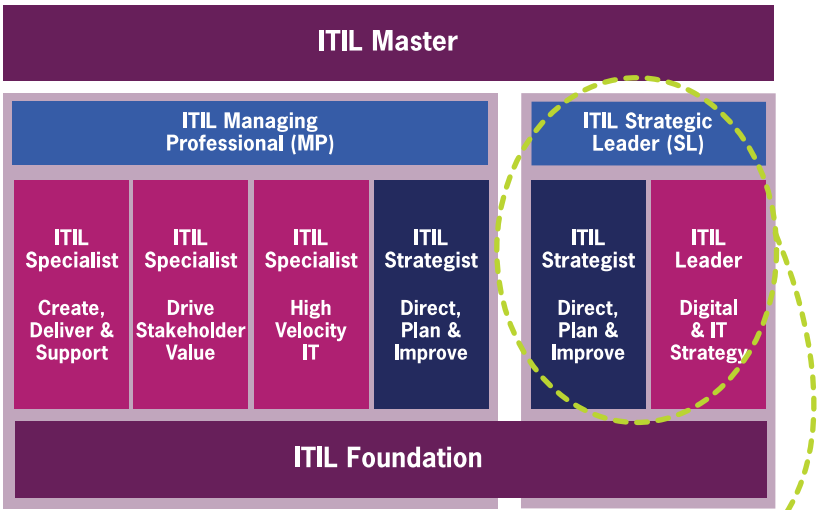 ITIL Master
ITIL Managing
Professional (MP)
ITIL Strategic
Leader (SL)
ITIL
Specialist
Create,
Deliver &
Support
ITIL
Specialist
Drive
Stakeholder
Value
ITIL
Specialist
High
Velocity
IT
ITIL
Strategist
Direct,
Plan &
Improve
ITIL
Strategist
Direct,
Plan &
Improve
ITIL
Leader
Digital
& IT
Strategy
ITIL Foundation